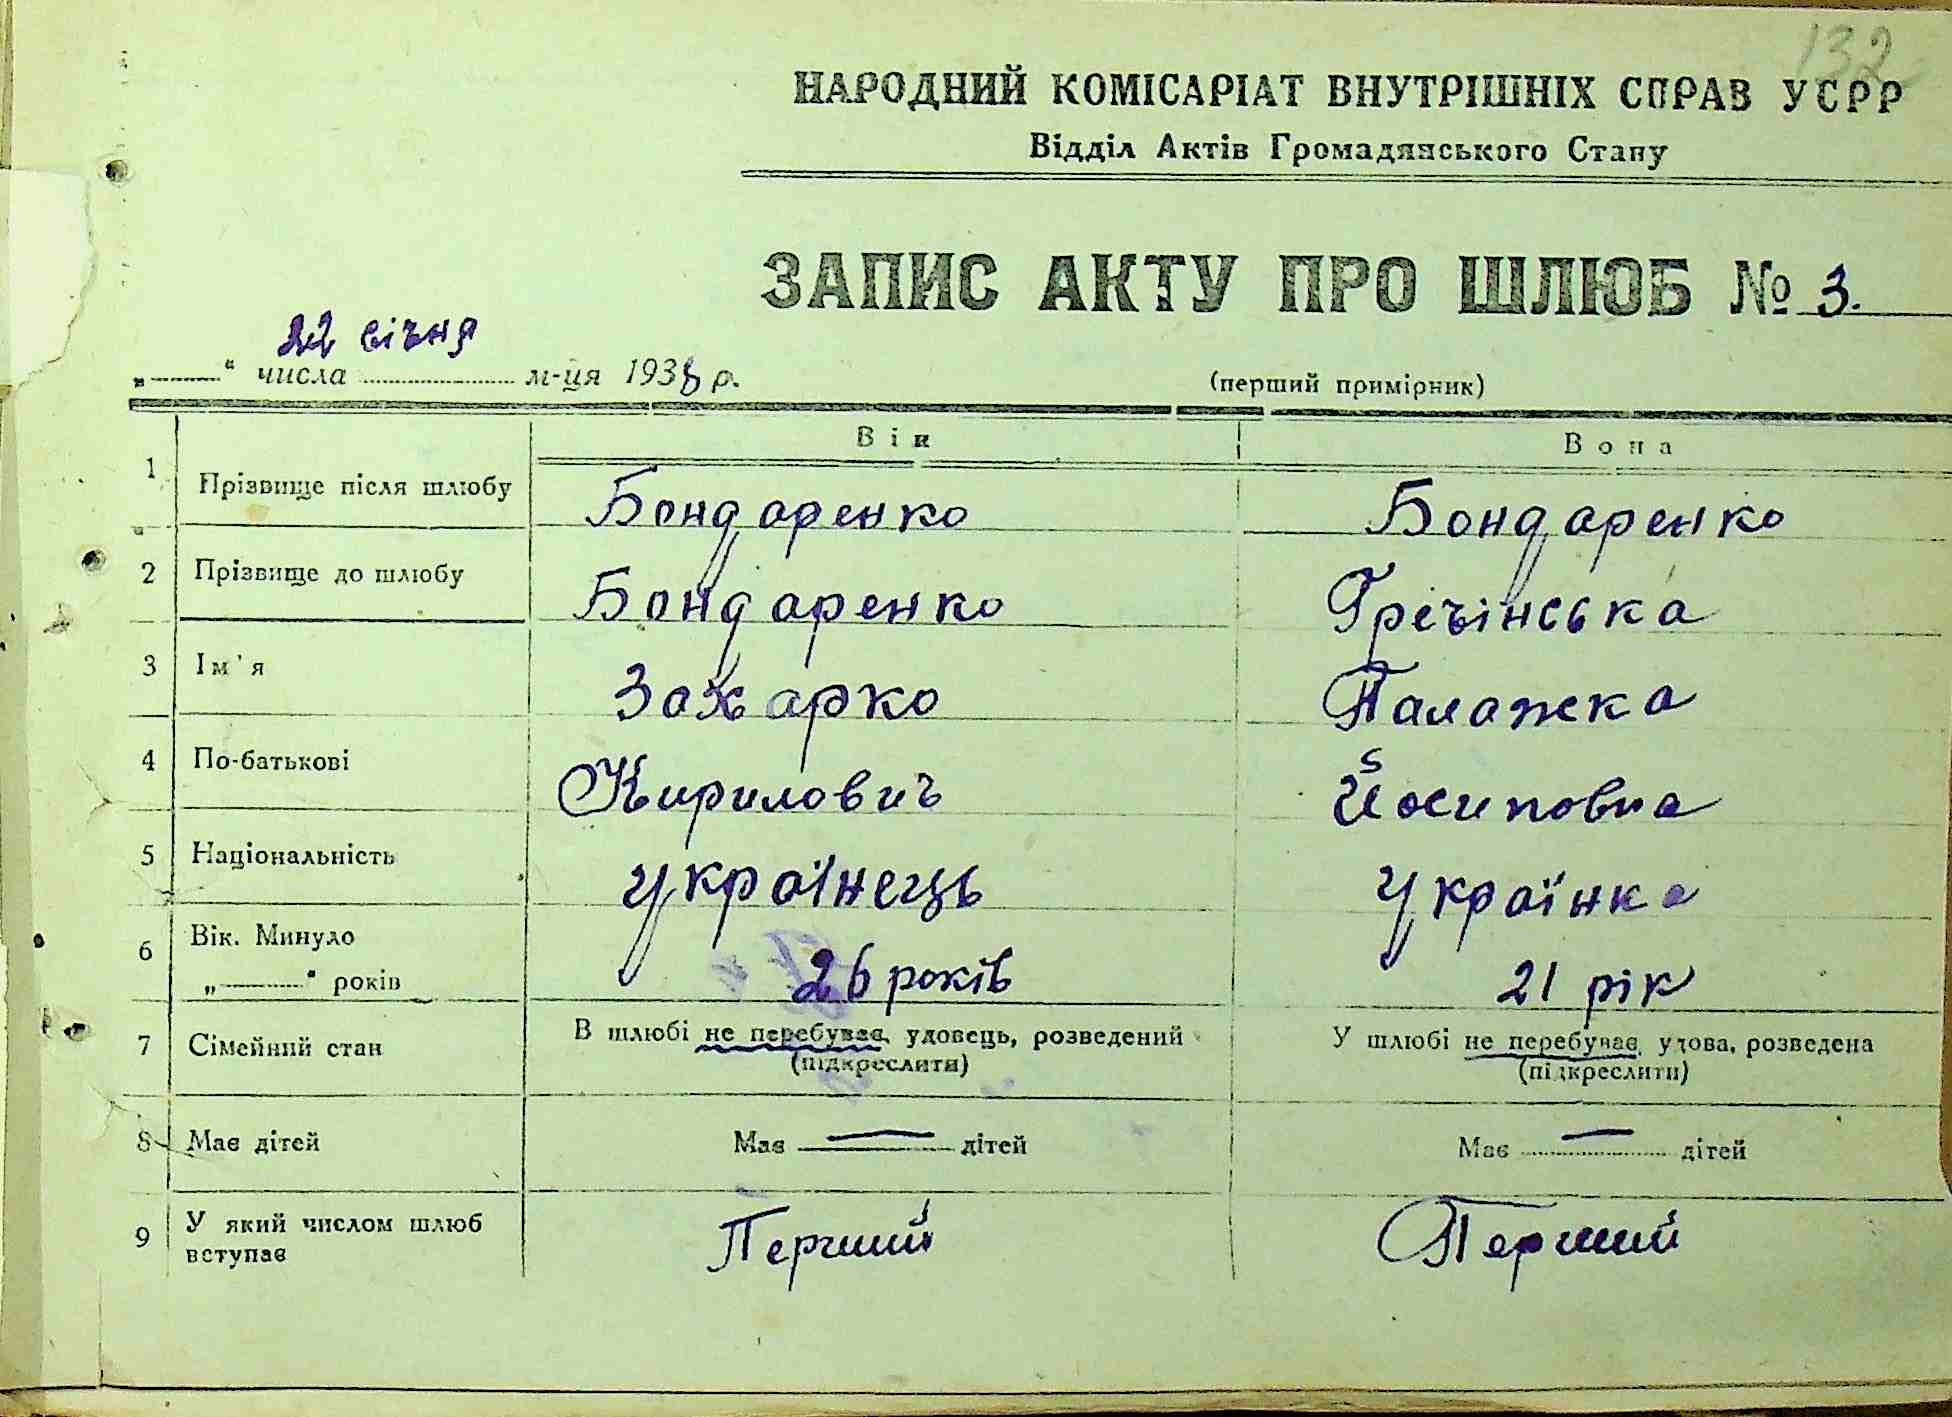 132
НАРОДНИЙ КОМІСАРІАТ ВНУТРІШНІХ СПРАВ УСРР
Відділ Актів Громадянського Стану
ЗАПИС АКТУ ПРО ШЛЮБ № 3.
22 січня
„ “ числа м-ця 1938 р.
(перший примірник)
Він Вона
1 Прізвище після шлюбу Бондаренко Бондаренко
2 Прізвище до шлюбу Бондаренко Гречінська
3 Ім'я Захарко Палажка
4 По-батькові Кирилович Йосиповна
5 Національність українець українка
6 Вік. Минуло
„ “ років 26 років 21 рік
7 Сімейний стан В шлюбі не перебуває, удовець, розведений У шлюбі не перебуває, удова, розведена
(підкреслити) (підкреслити)
8 Має дітей Має — дітей Має — дітей
9 У який числом шлюб
вступає Перший Перший